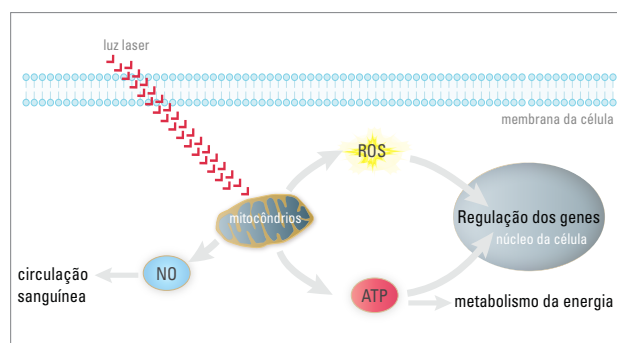 luz laser
membrana da célula
ROS
mitocôndrios
Regulação dos genes
núcleo da célula
NO
circulação
sanguínea
ATP
metabolismo da energia